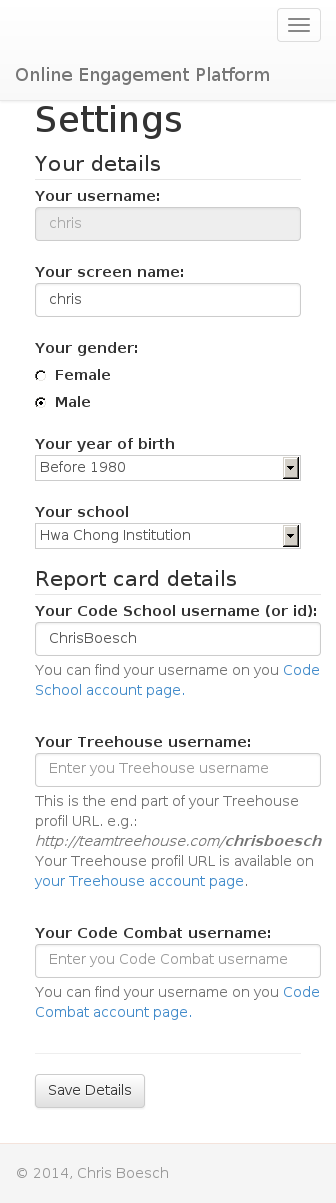 Online Engagement Platform
Settings
Your details
Your username:
chris
Your screen name:
chris
Your gender:
Female
Male
Your year of birth
Before 1980
Your school
Hwa Chong Institution
Report card details
Your Code School username (or id):
ChrisBoesch
You can find your username on you Code
School account page.
Your Treehouse username:
Enter you Treehouse username
This is the end part of your Treehouse
profil URL. e.g.:
http://teamtreehouse.com/chrisboesch
Your Treehouse profil URL is available on
your Treehouse account page.
Your Code Combat username:
Enter you Code Combat username
You can find your username on you Code
Combat account page.
Save Details
© 2014, Chris Boesch